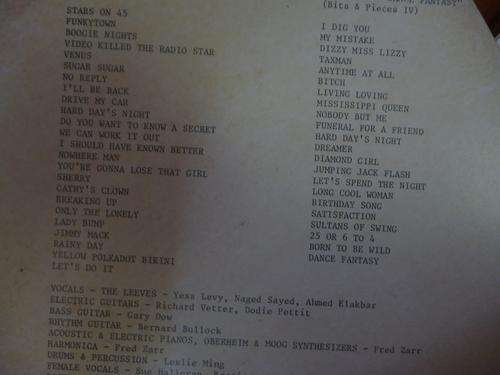 FANTASY"
(Bits & Pieces IV)
STARS ON 45
FUNKYTOWN
BOOGIE NIGHTS
VIDEO KILLED THE RADIO STAR
VENUS
SUGAR SUGAR
NO REPLY
I'LL BE BACK
DRIVE MY CAR
HARD DAY'S NIGHT
DO YOU WANT TO KNOW A SECRET
WE CAN WORK IT OUT
I SHOULD HAVE KNOWN BETTER
NOWHERE MAN
YOU'RE GONNA LOSE THAT GIRL
SHERRY
CATHY'S CLOWN
BREAKING UP
ONLY THE LONELY
LADY BUMP
JIMMY MACK
RAINY DAY
YELLOW POLKADOT BIKINI
LET'S DO IT
I DIG YOU
MY MISTAKE
DIZZY MISS LIZZY
TAXMAN
ANYTIME AT ALL
BITCH
LIVING LOVING
MISSISSIPPI QUEEN
NOBODY BUT ME
FUNERAL FOR A FRIEND
HARD DAY'S NIGHT
DREAMER
DIAMOND GIRL
JUMPING JACK FLASH
LET'S SPEND THE NIGHT
LONG COOL WOMAN
BIRTHDAY SONG
SATISFACTION
SULTANS OF SWING
25 OR 6 TO 4
BORN TO BE WILD
DANCE FANTASY
VOCALS - THE LEEVES - Yess Levy, Naged Sayed, Ahmed Klakbar
ELECTRIC GUITARS - Richard Vetter, Dodie Pettit
BASS GUITAR - Gary Dow
RHYTHM GUITAR - Bernard Bullock
ACOUSTIC & ELECTRIC PIANOS, OBERHEIM & MOOG SYNTHESIZERS - Fred Zarr
HARMONICA - Fred Zarr
DRUMS & PERCUSSION - Leslie Ming
FEMALE VOCALS - Sue